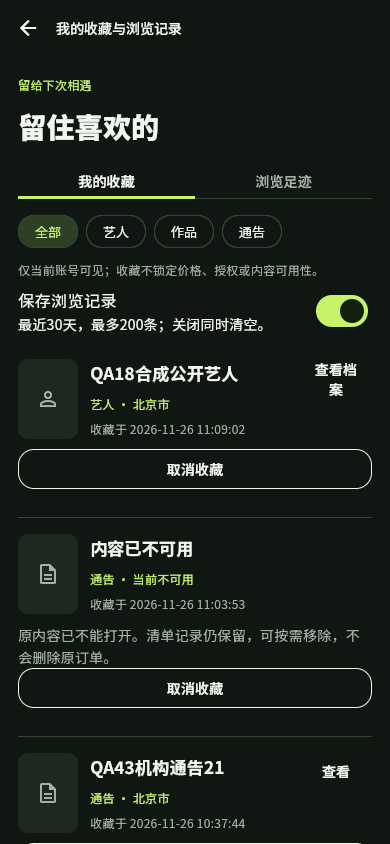 我的收藏与浏览记录
留给下次相遇
留住喜欢的
我的收藏
浏览足迹
全部
艺人
作品
通告
仅当前账号可见；收藏不锁定价格、授权或内容可用性。
保存浏览记录
最近30天，最多200条；关闭同时清空。
QA18合成公开艺人
查看档
案
艺人 · 北京市
收藏于 2026-11-26 11:09:02
取消收藏
内容已不可用
通告 · 当前不可用
收藏于 2026-11-26 11:03:53
原内容已不能打开。清单记录仍保留，可按需移除，不
会删除原订单。
取消收藏
QA43机构通告21
查看
通告 · 北京市
收藏于 2026-11-26 10:37:44